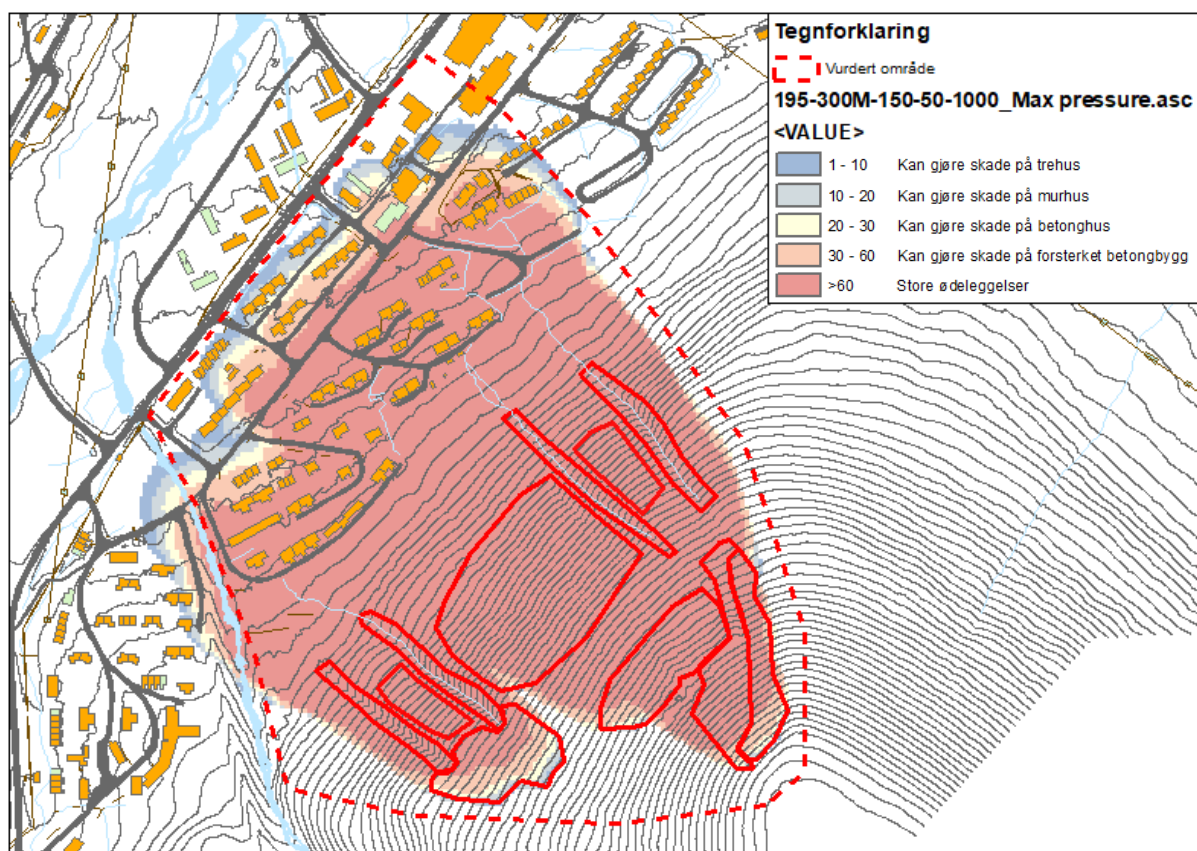 Tegnforklaring
Vurdert område
195-300M-150-50-1000_Max pressure.asc
<VALUE>
1 - 10 Kan gjøre skade på trehus
10 - 20 Kan gjøre skade på murhus
20 - 30 Kan gjøre skade på betonghus
30 - 60 Kan gjøre skade på forsterket betongbygg
>60 Store ødeleggelser